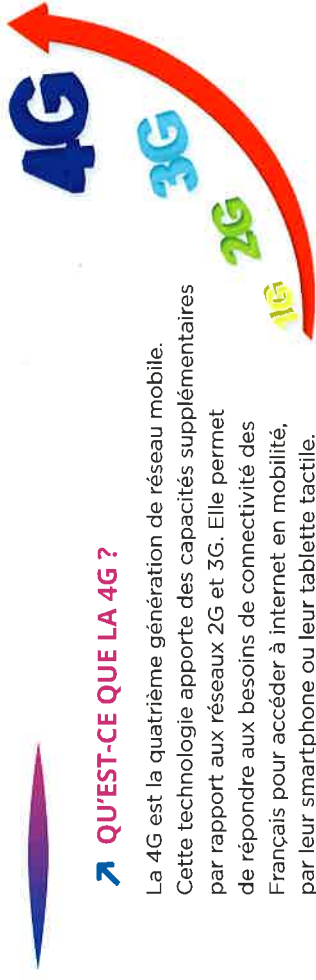 QU'EST-CE QUE LA 4G ?
La 4G est la quatrième génération de réseau mobile.
Cette technologie apporte des capacités supplémentaires
par rapport aux réseaux 2G et 3G. Elle permet
de répondre aux besoins de connectivité des
Français pour accéder à internet en mobilité,
par leur smartphone ou leur tablette tactile.
1G
2G
3G
4G